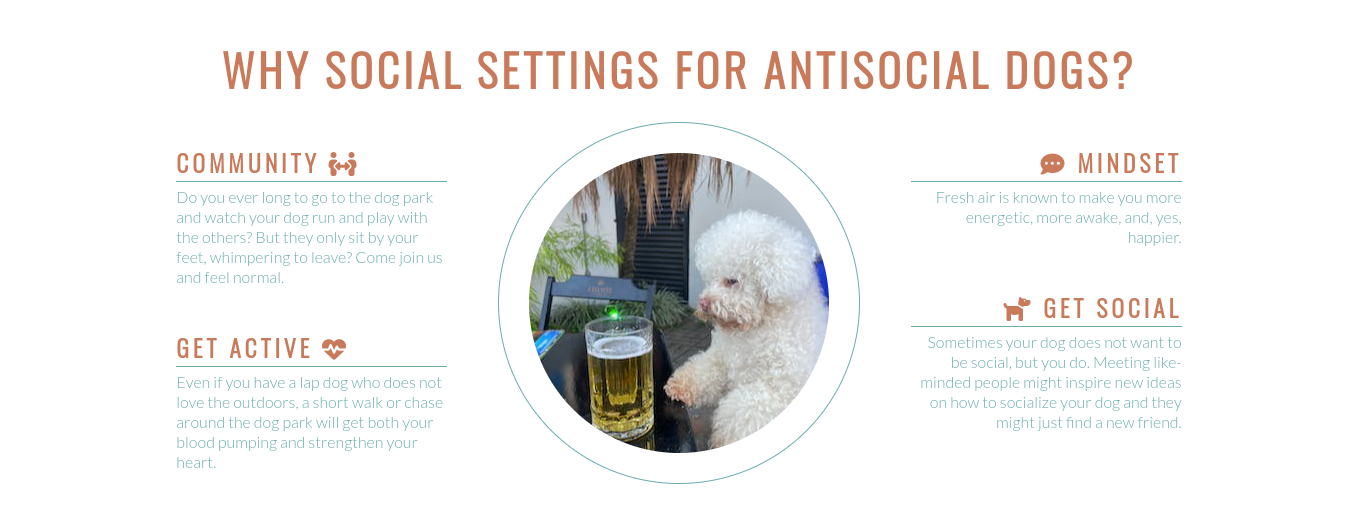 WHY SOCIAL SETTINGS FOR ANTISOCIAL DOGS?
COMMUNITY
Do you ever long to go to the dog park
and watch your dog run and play with
the others? But they only sit by your
feet, whimpering to leave? Come join us
and feel normal.
GET ACTIVE
Even if you have a lap dog who does not
love the outdoors, a short walk or chase
around the dog park will get both your
blood pumping and strengthen your
heart.
MINDSET
Fresh air is known to make you more
energetic, more awake, and, yes,
happier.
GET SOCIAL
Sometimes your dog does not want to
be social, but you do. Meeting like-
minded people might inspire new ideas
on how to socialize your dog and they
might just find a new friend.